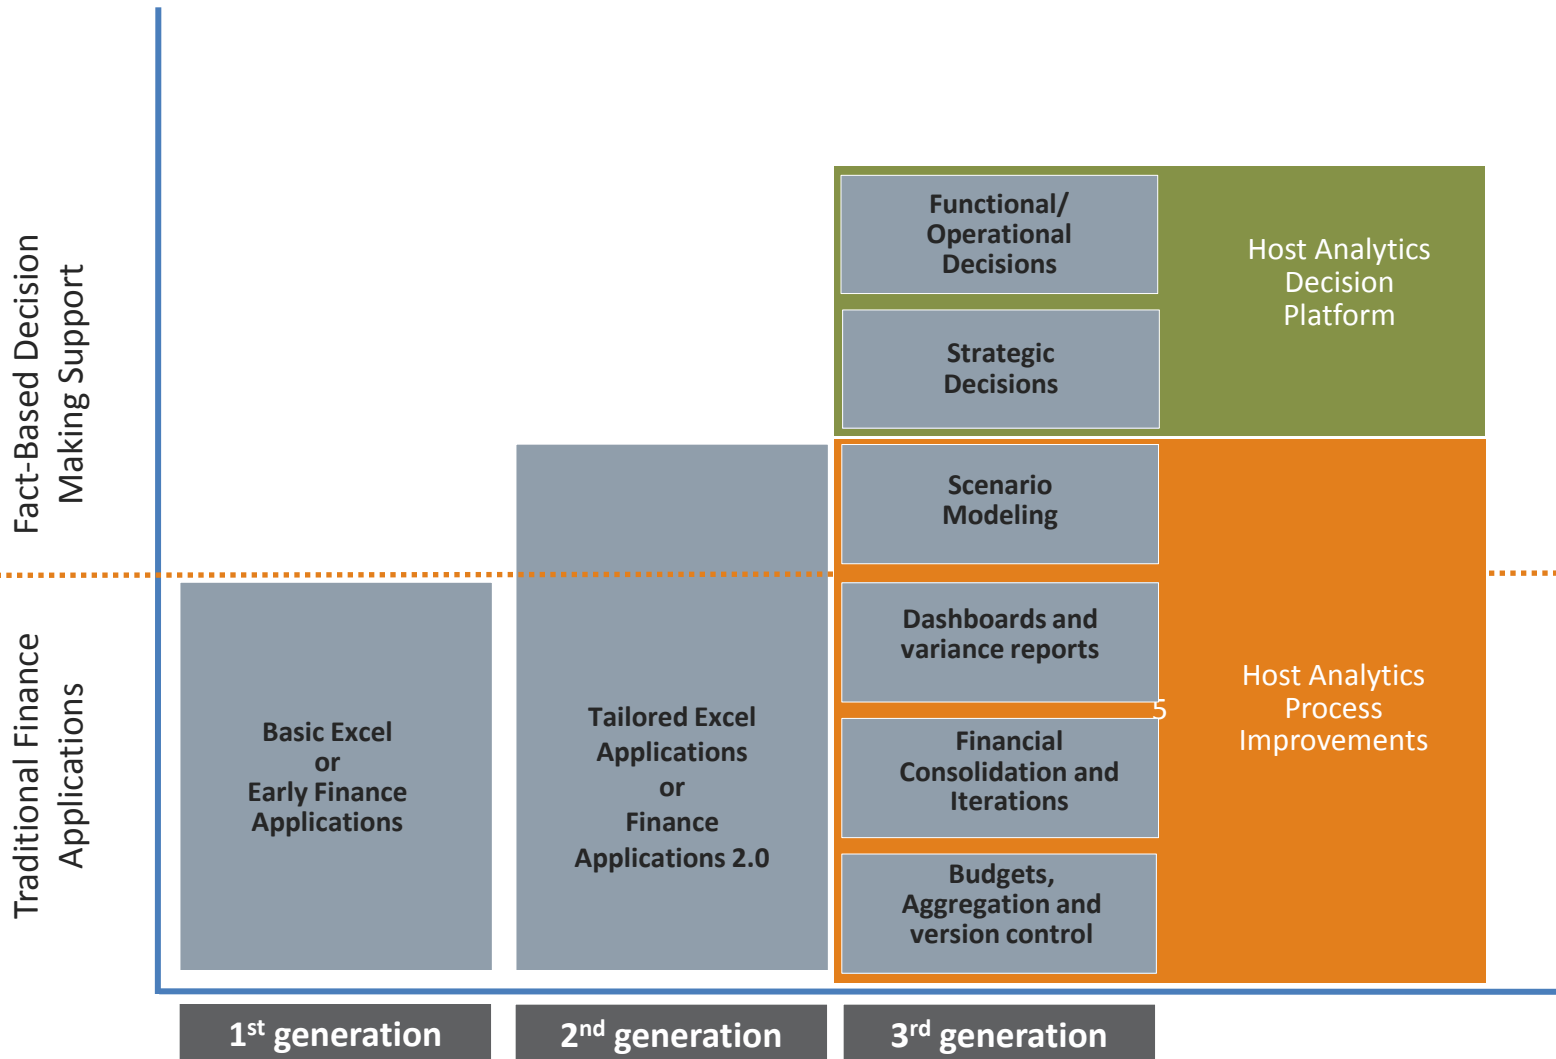 Fact-Based Decision
Making Support
Traditional Finance
Applications
Basic Excel
or
Early Finance
Applications
Tailored Excel
Applications
or
Finance
Applications 2.0
Functional/
Operational
Decisions
Strategic
Decisions
Scenario
Modeling
Dashboards and
variance reports
5
Financial
Consolidation and
Iterations
Budgets,
Aggregation and
version control
Host Analytics
Decision
Platform
Host Analytics
Process
Improvements
1st generation
2nd generation
3rd generation